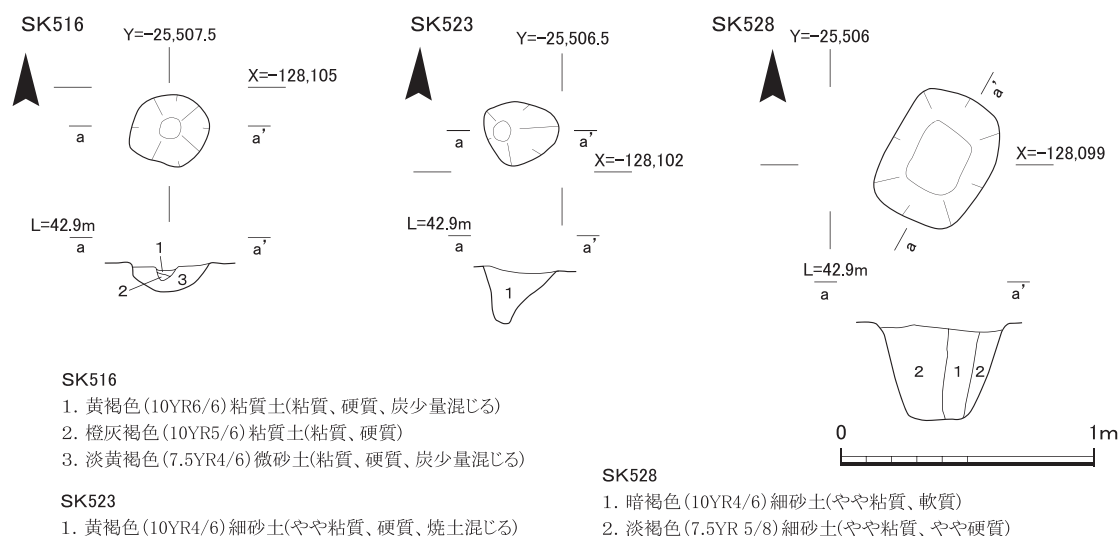 SK516
Y=-25,507.5
X=-128,105
a
a'
L=42.9m
a
a'
1
2
3
SK523
Y=-25,506.5
a
a'
X=-128,102
L=42.9m
a
a'
1
SK528
Y=-25,506
a'
X=-128,099
a
L=42.9m
a
a'
2
1
2
0
1m
SK516
1. 黄褐色(10YR6/6)粘質土(粘質、硬質、炭少量混じる)
2. 橙灰褐色(10YR5/6)粘質土(粘質、硬質)
3. 淡黄褐色(7.5YR4/6)微砂土(粘質、硬質、炭少量混じる)
SK523
1. 黄褐色(10YR4/6)細砂土(やや粘質、硬質、焼土混じる)
SK528
1. 暗褐色(10YR4/6)細砂土(やや粘質、軟質)
2. 淡褐色(7.5YR 5/8)細砂土(やや粘質、やや硬質)